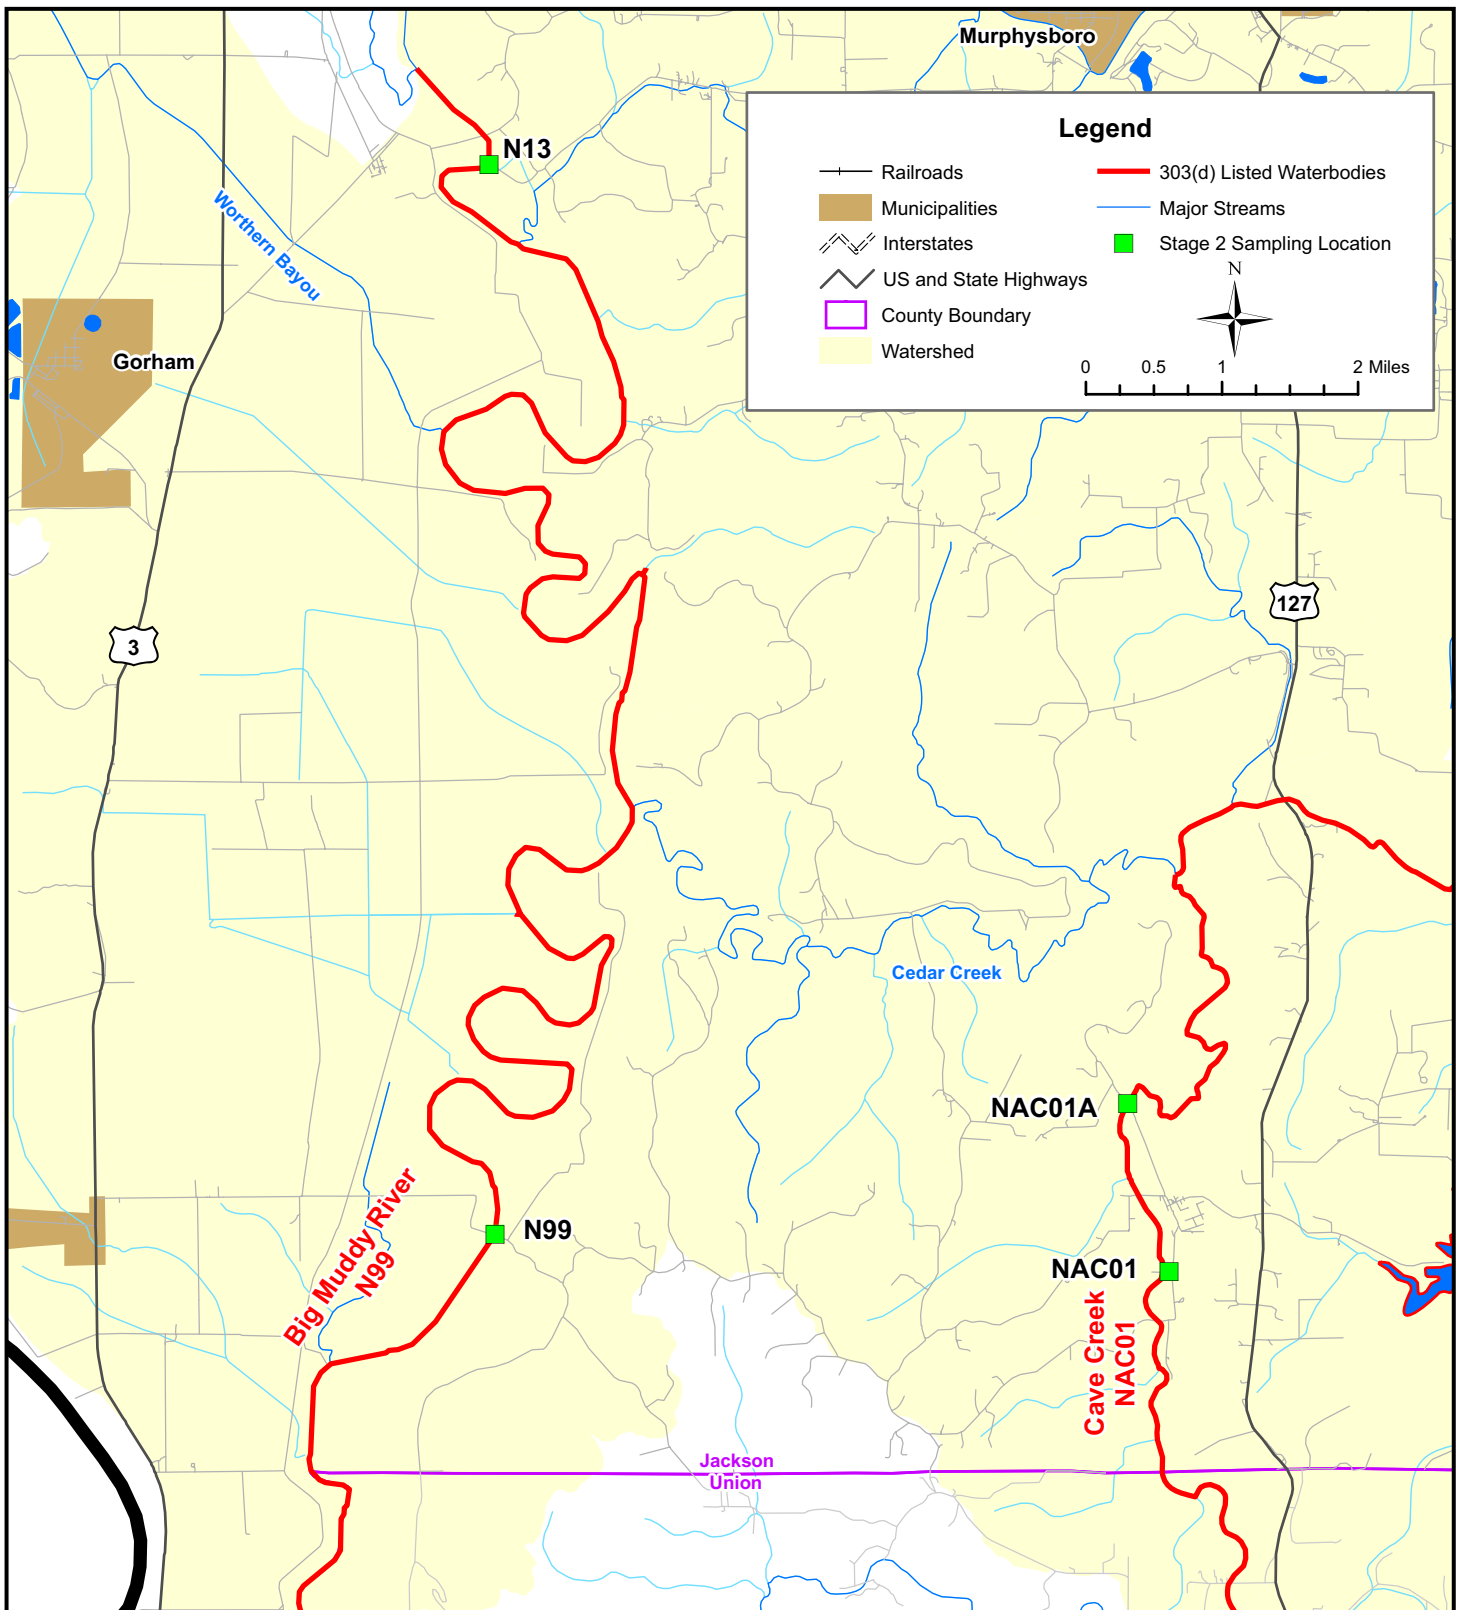 Murphysboro
Legend
Railroads
Municipalities
Interstates
US and State Highways
County Boundary
Watershed
303(d) Listed Waterbodies
Major Streams
Stage 2 Sampling Location
N
0 0.5 1 2 Miles
N13
Worthern Bayou
Gorham
3
127
Cedar Creek
NAC01A
N99
Big Muddy River
N99
NAC01
Cave Creek
NAC01
Jackson
Union